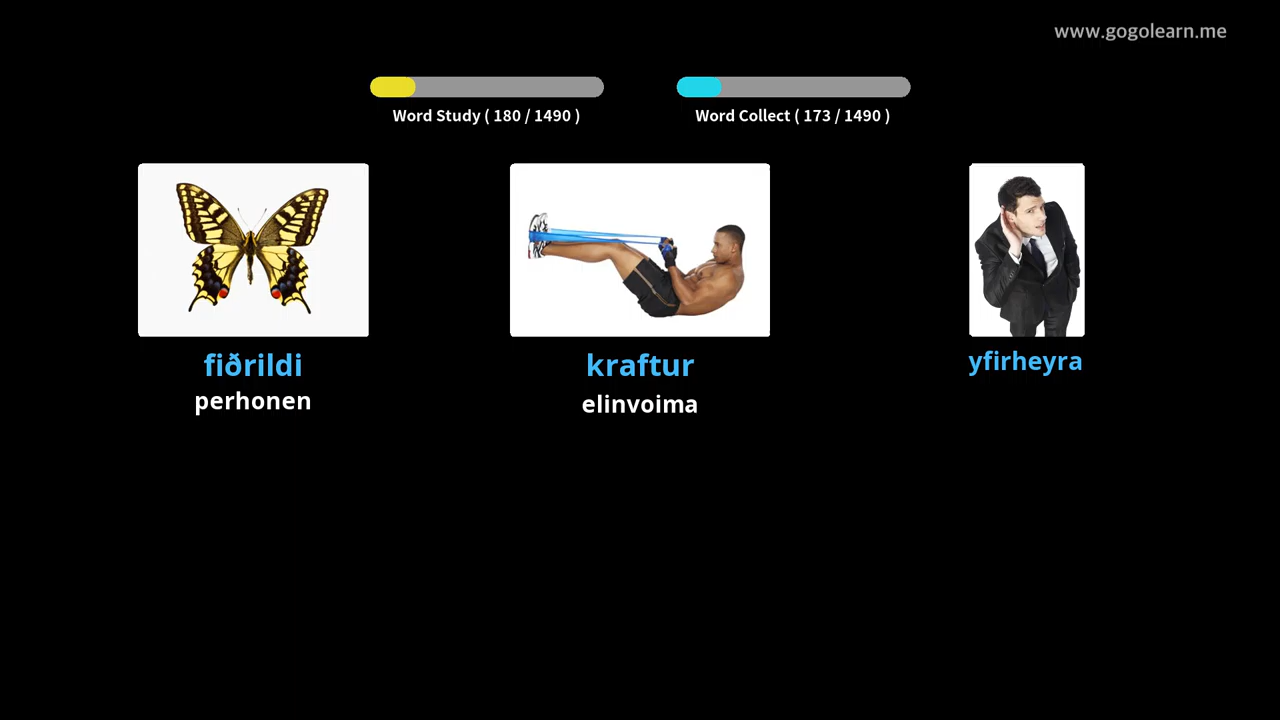 www.gogolearn.me
Word Study ( 180 / 1490 )
Word Collect ( 173 / 1490 )
fiðrildi
perhonen
kraftur
elinvoima
yfirheyra